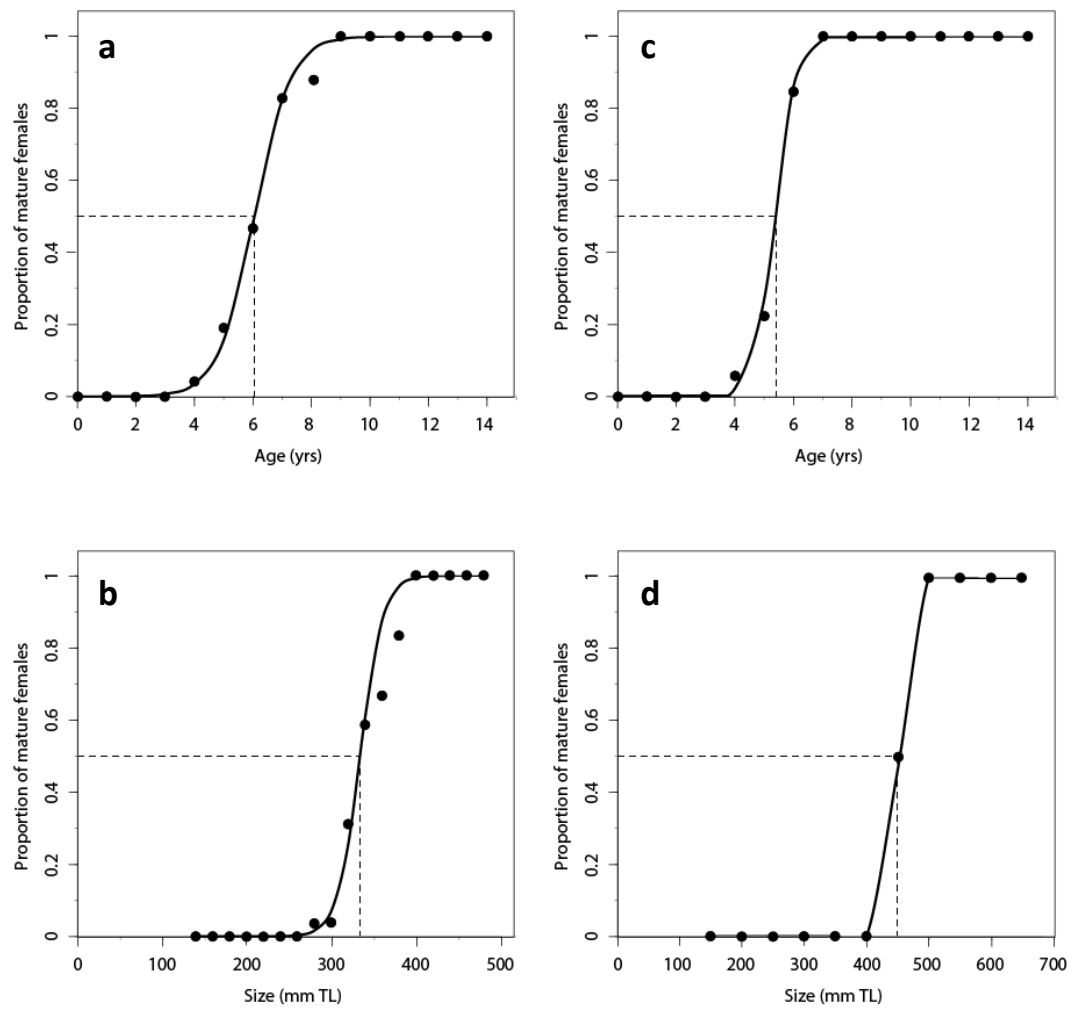 a
Proportion of mature females
1
0.8
0.6
0.4
0.2
0
0 2 4 6 8 10 12 14
Age (yrs)
c
Proportion of mature females
1
0.8
0.6
0.4
0.2
0
0 2 4 6 8 10 12 14
Age (yrs)
b
Proportion of mature females
1
0.8
0.6
0.4
0.2
0
0 100 200 300 400 500
Size (mm TL)
d
Proportion of mature females
1
0.8
0.6
0.4
0.2
0
0 100 200 300 400 500 600 700
Size (mm TL)